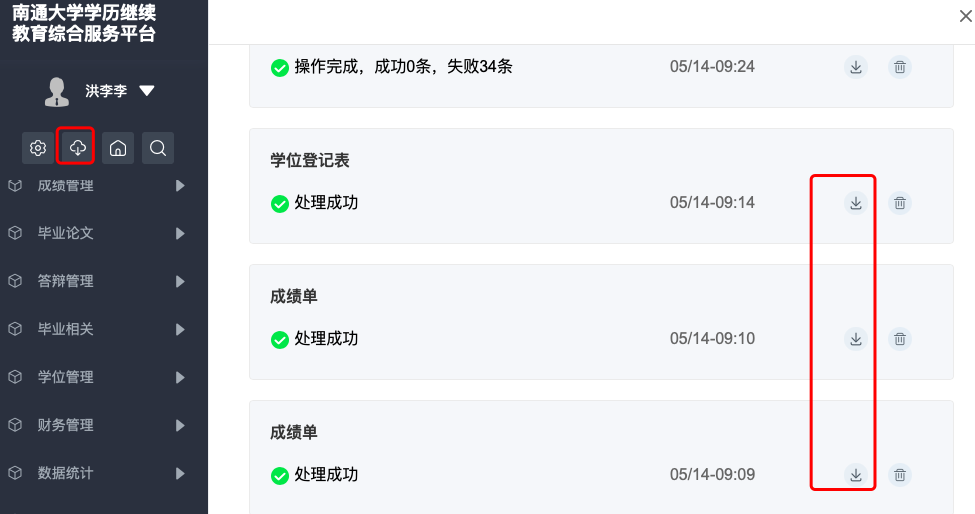 南通大学学历继续
教育综合服务平台
洪李李
成绩管理
毕业论文
答辩管理
毕业相关
学位管理
财务管理
数据统计
操作完成，成功0条，失败34条 05/14-09:24
学位登记表
处理成功 05/14-09:14
成绩单
处理成功 05/14-09:10
成绩单
处理成功 05/14-09:09